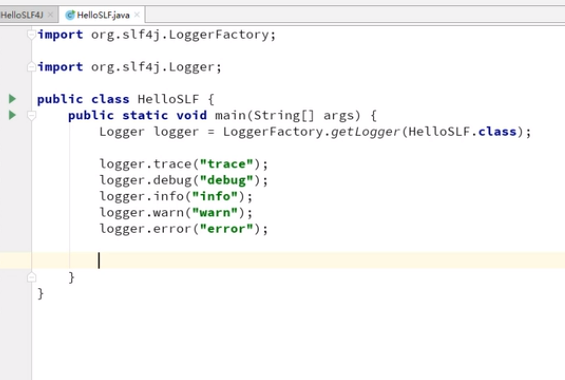 HelloSLF4J
HelloSLF.java
import org.slf4j.LoggerFactory;
import org.slf4j.Logger;
public class HelloSLF {
public static void main(String[] args) {
Logger logger = LoggerFactory.getLogger(HelloSLF.class);
logger.trace("trace");
logger.debug("debug");
logger.info("info");
logger.warn("warn");
logger.error("error");
}
}